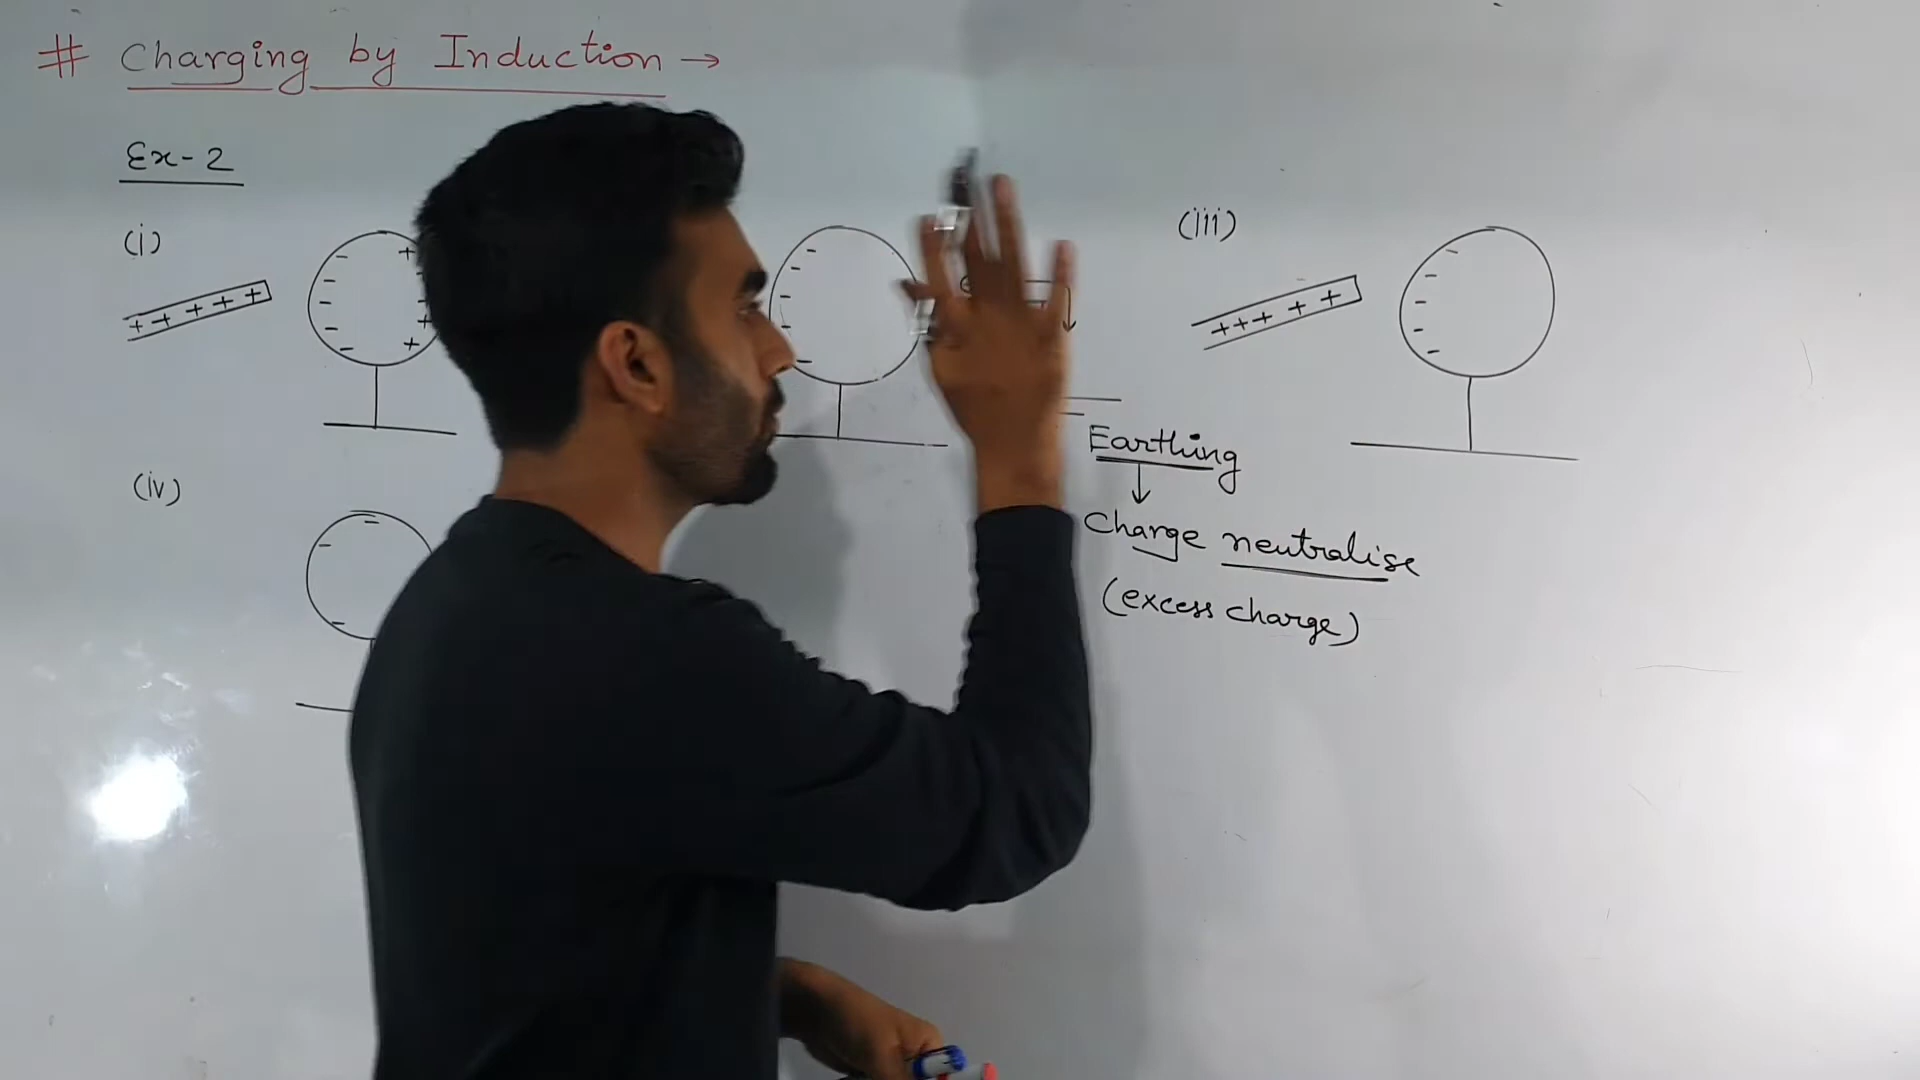 # Charging by Induction →
Ex-2
(i)
- - - - -
+ + + +
+ + + + +
- - - - -
(iii)
+ + + + +
- - - - -
Earthing
↓
Charge neutralise
(excess charge)
(iv)
- - -